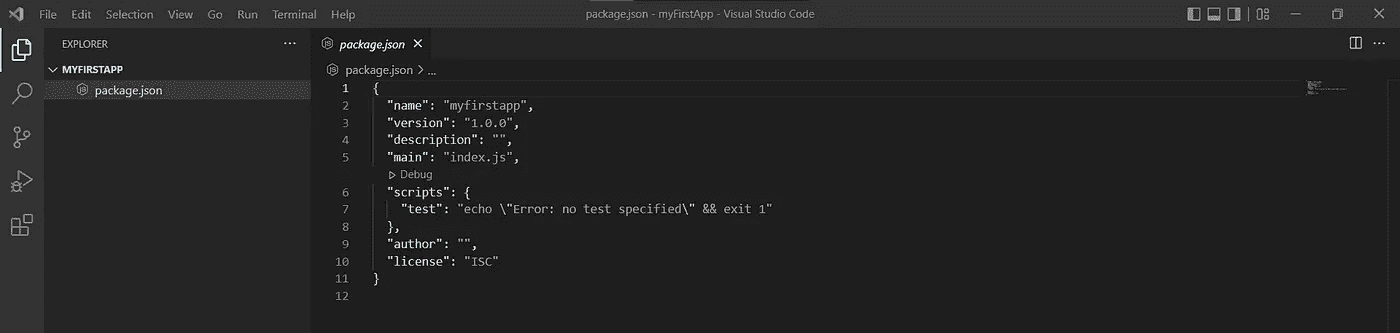 File Edit Selection View Go Run Terminal Help
package.json - myFirstApp - Visual Studio Code
EXPLORER
MYFIRSTAPP
package.json
package.json
package.json > ...
1 {
2 "name": "myfirstapp",
3 "version": "1.0.0",
4 "description": "",
5 "main": "index.js",
Debug
6 "scripts": {
7 "test": "echo \"Error: no test specified\" && exit 1"
8 },
9 "author": "",
10 "license": "ISC"
11 }
12